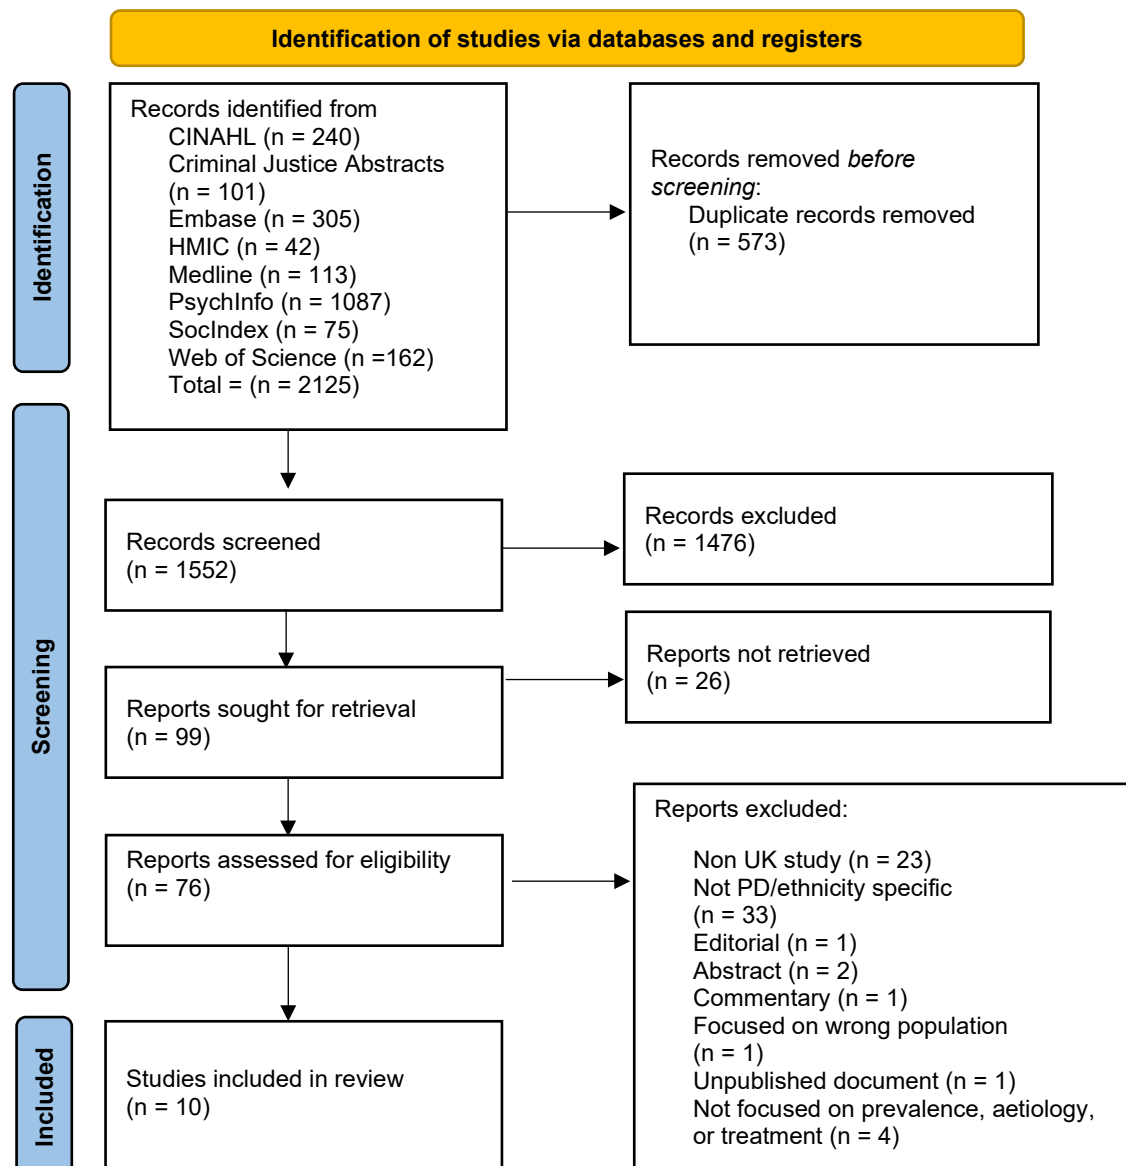 Identification of studies via databases and registers
Identification
Records identified from
CINAHL (n = 240)
Criminal Justice Abstracts
(n = 101)
Embase (n = 305)
HMIC (n = 42)
Medline (n = 113)
PsychInfo (n = 1087)
SocIndex (n = 75)
Web of Science (n =162)
Total = (n = 2125)
Records removed before
screening:
Duplicate records removed
(n = 573)
Screening
Records screened
(n = 1552)
Records excluded
(n = 1476)
Reports sought for retrieval
(n = 99)
Reports not retrieved
(n = 26)
Reports assessed for eligibility
(n = 76)
Reports excluded:
Non UK study (n = 23)
Not PD/ethnicity specific
(n = 33)
Editorial (n = 1)
Abstract (n = 2)
Commentary (n = 1)
Focused on wrong population
(n = 1)
Unpublished document (n = 1)
Not focused on prevalence, aetiology,
or treatment (n = 4)
Included
Studies included in review
(n = 10)